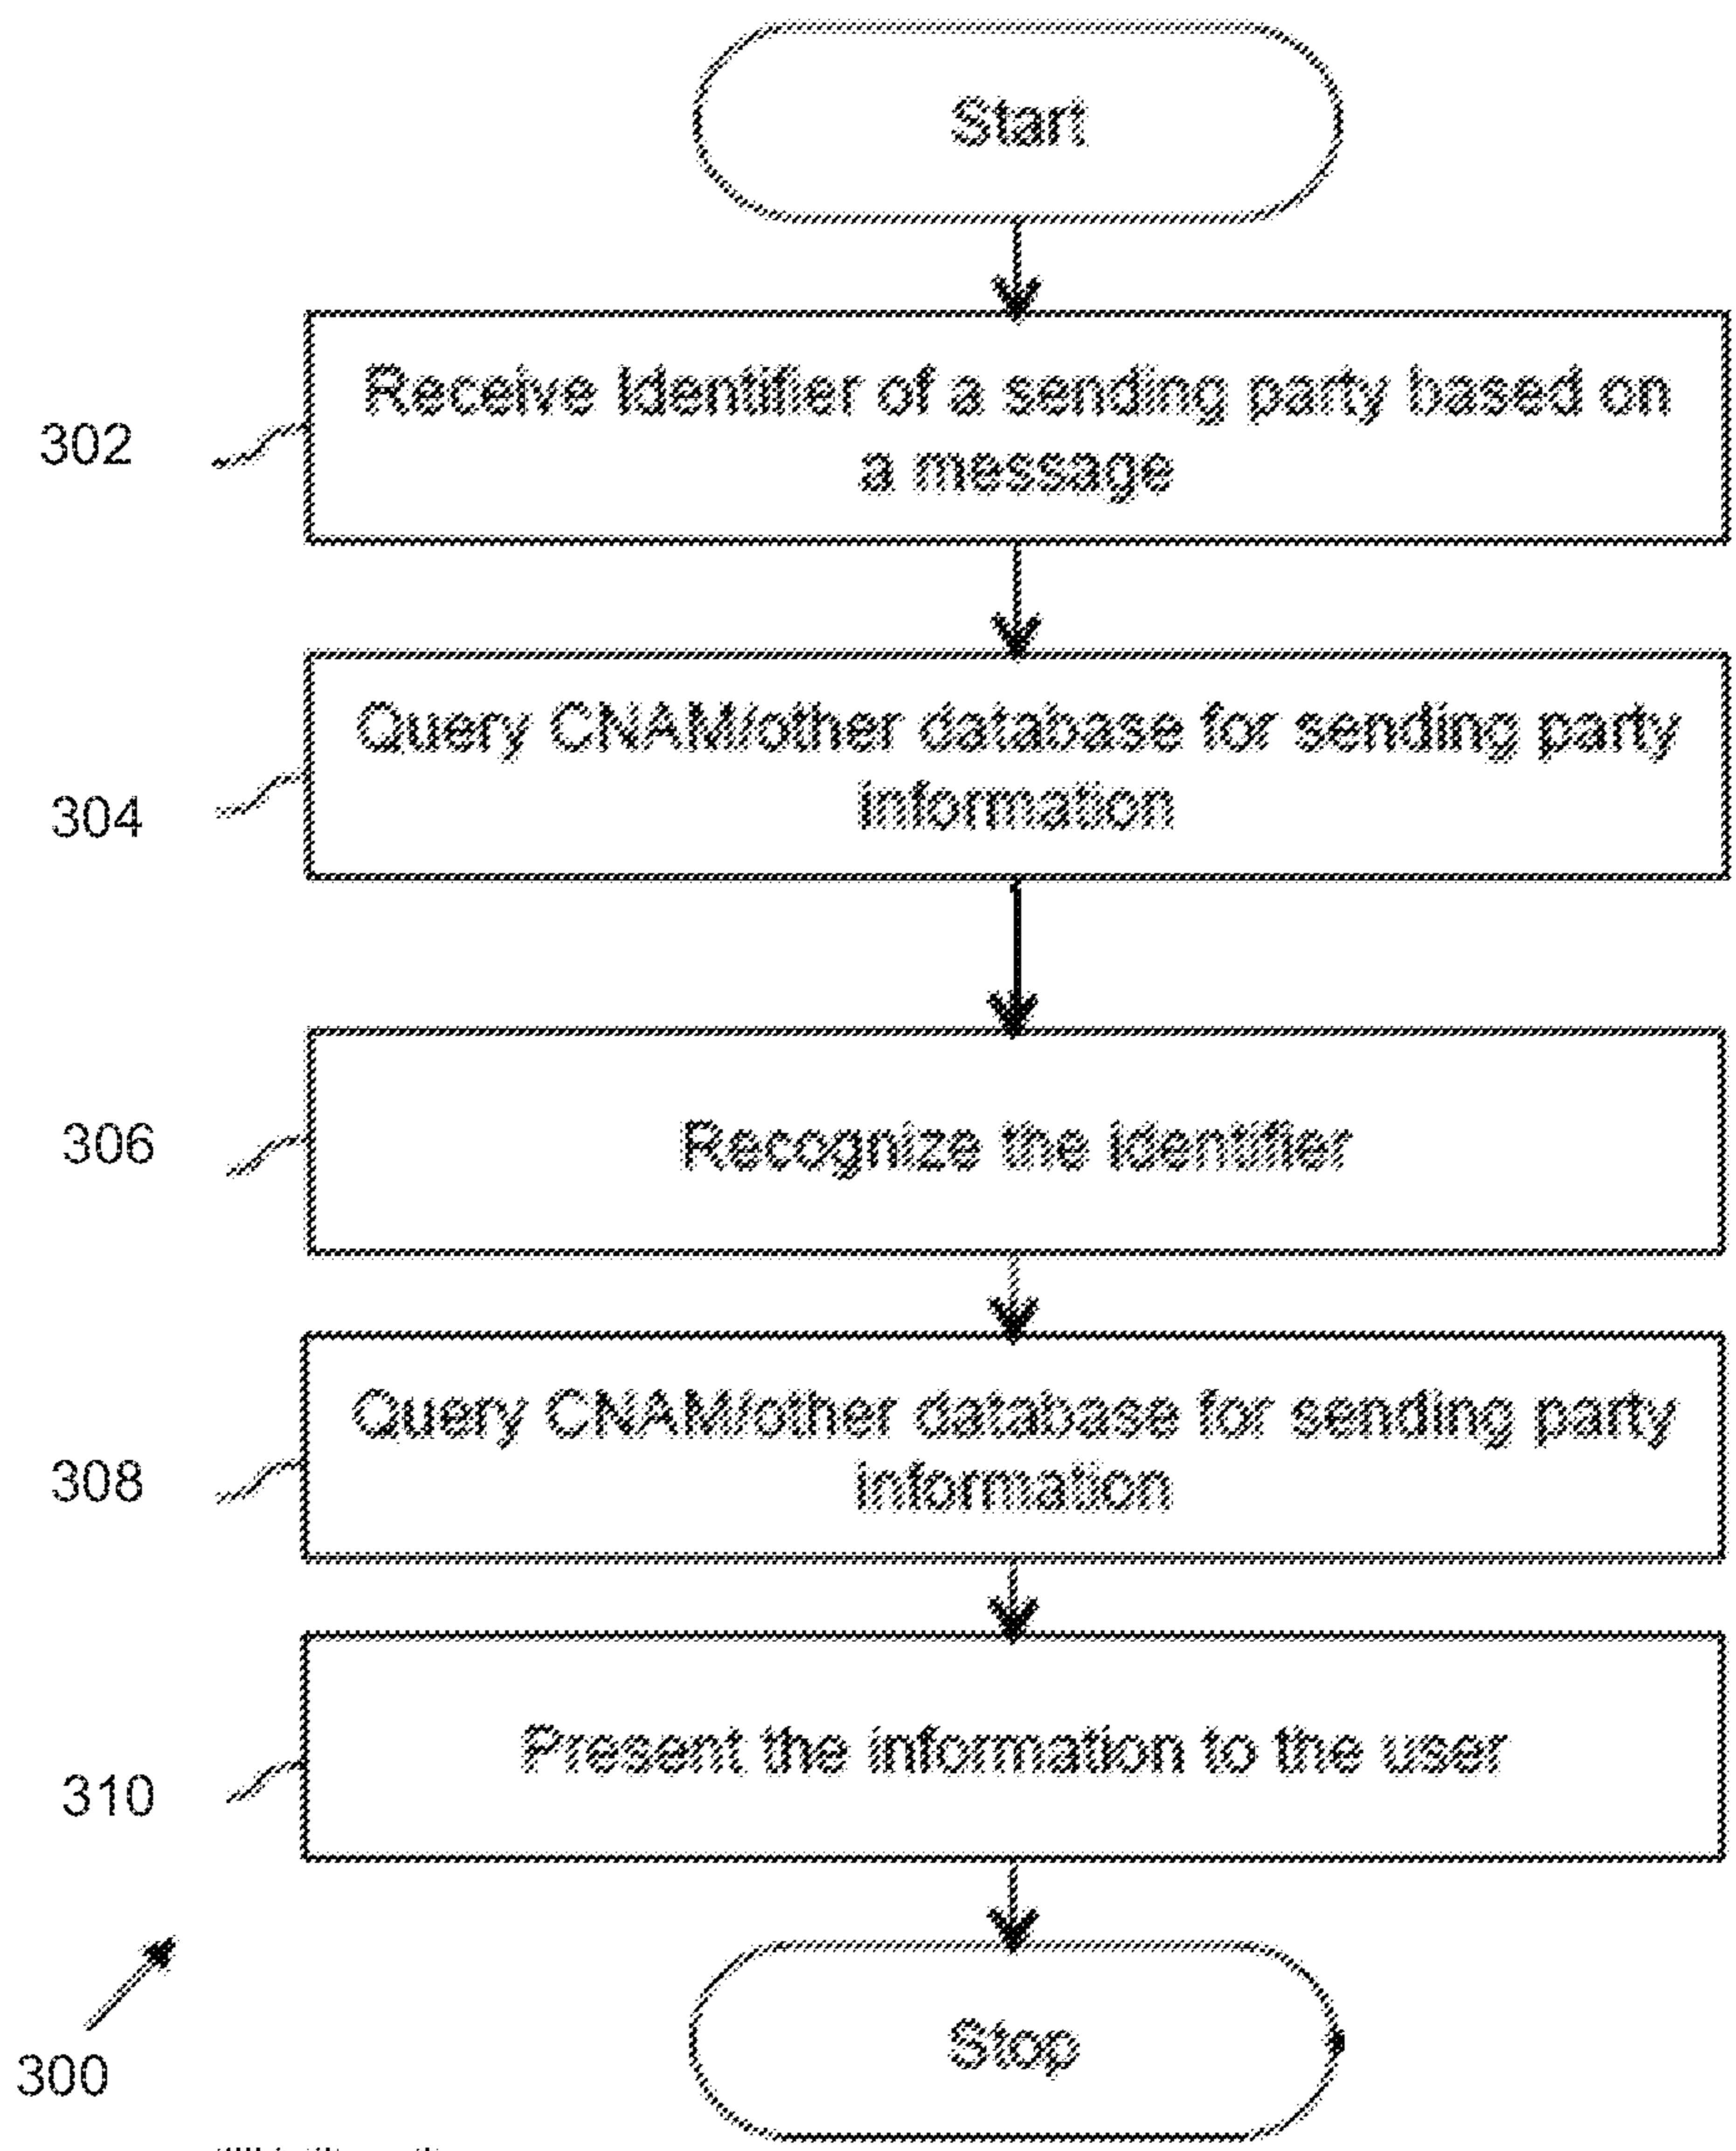 Start
Receive Identifier of a sending party based on
a message
302
Query CNAM/other database for sending party
information
304
Recognize the identifier
306
Query CNAM/other database for sending party
information
308
Present the information to the user
310
Stop
300